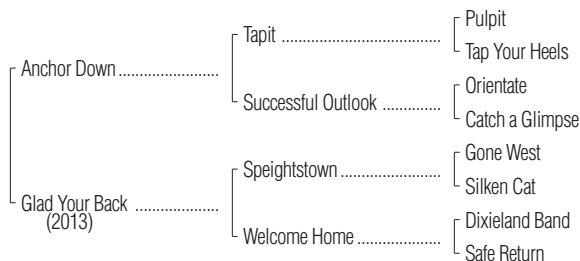 Pulpit
Tapit
Tap Your Heels
Anchor Down
Orientate
Successful Outlook
Catch a Glimpse
Gone West
Speightstown
Silken Cat
Glad Your Back
(2013)
Dixieland Band
Welcome Home
Safe Return